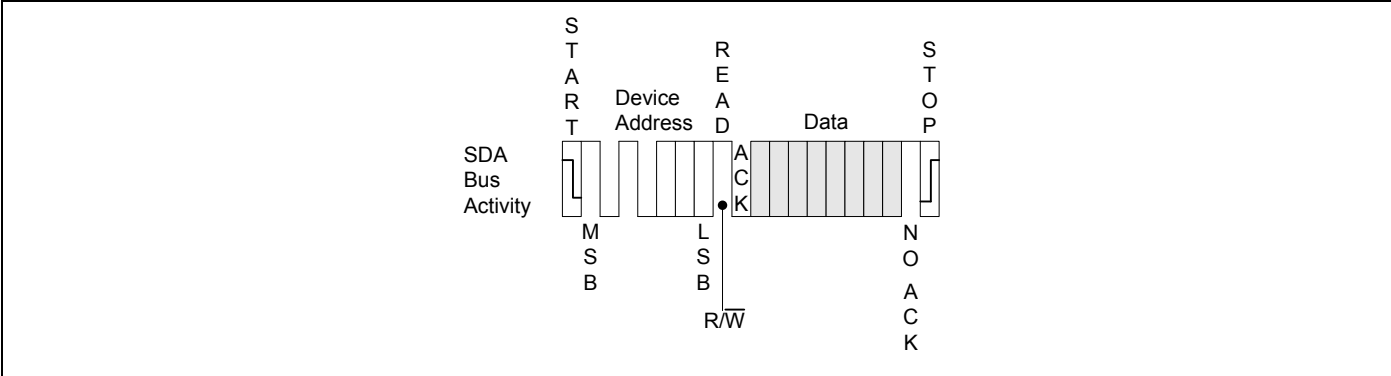 START
Device
Address
READ
Data
STOP
SDA
Bus
Activity
ACK
MSB
LSB
R/W̅
NO ACK